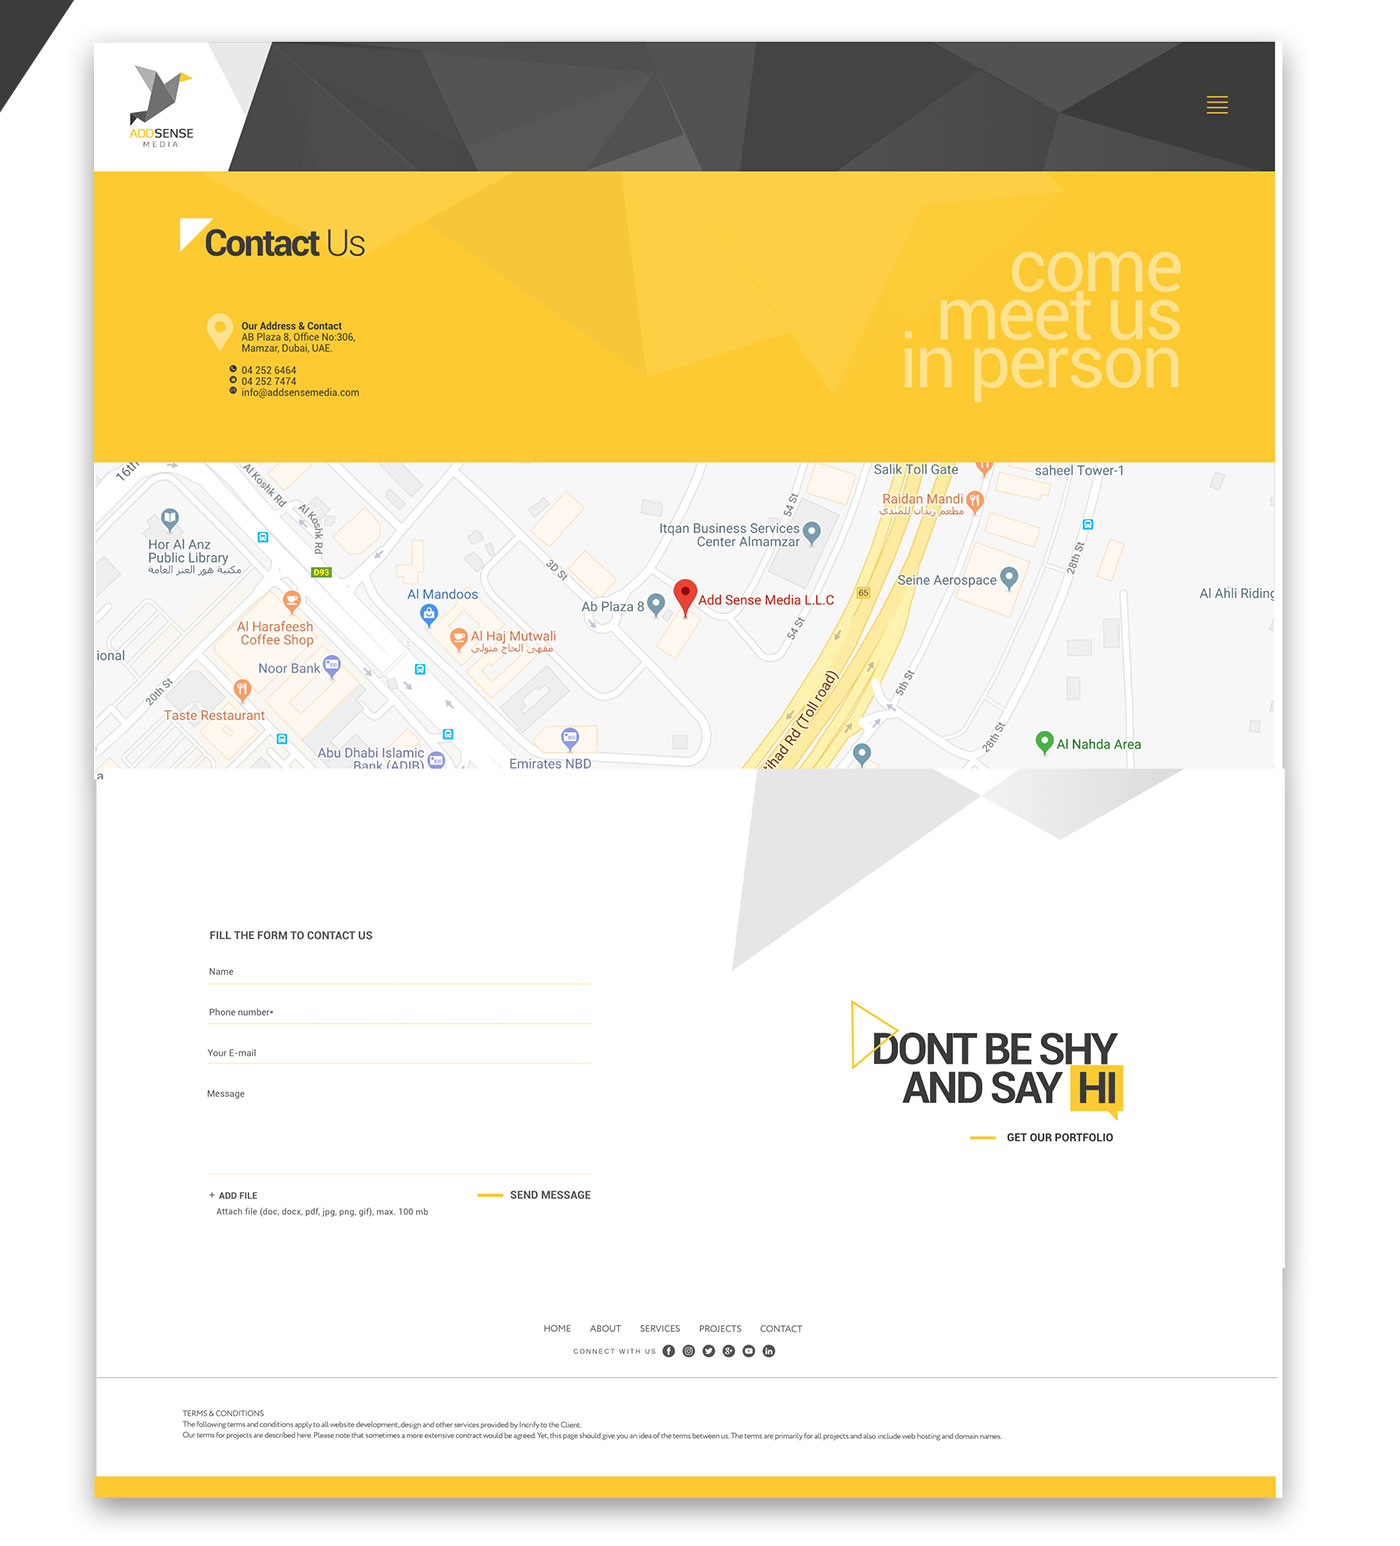 ADDSENSE
MEDIA
Contact Us
come
meet us
in person
Our Address & Contact
AB Plaza 8, Office No:306,
Mamzar, Dubai, UAE.
04 252 6464
04 252 7474
info@addsensemedia.com
16th
Al Koshk Rd
Al Koshk Rd
Salik Toll Gate
saheel Tower-1
Raidan Mandi
مطعم ريدان للمندي
54 St
Itqan Business Services
Center Almamzar
Hor Al Anz
Public Library
مكتبة هور العنز العامة
D93
3D St
28th St
Seine Aerospace
65
Al Ahli Riding
Al Mandoos
Ab Plaza 8
Add Sense Media L.L.C
54 St
Al Harafeesh
Coffee Shop
Al Haj Mutwali
مقهى الحاج متولي
ional
Noor Bank
20th St
5th St
Taste Restaurant
tihad Rd (Toll road)
28th St
Al Nahda Area
Abu Dhabi Islamic
Bank (ADIB)
Emirates NBD
a
FILL THE FORM TO CONTACT US
Name
Phone number*
Your E-mail
Message
+ ADD FILE
SEND MESSAGE
Attach file (doc, docx, pdf, jpg, png, gif), max. 100 mb
DONT BE SHY
AND SAY HI
GET OUR PORTFOLIO
HOME ABOUT SERVICES PROJECTS CONTACT
CONNECT WITH US
TERMS & CONDITIONS
The following terms and conditions apply to all website development, design and other services provided by Incrify to the Client.
Our terms for projects are described here. Please note that sometimes a more extensive contract would be agreed. Yet, this page should give you an idea of the terms between us. The terms are primarily for all projects and also include web hosting and domain names.